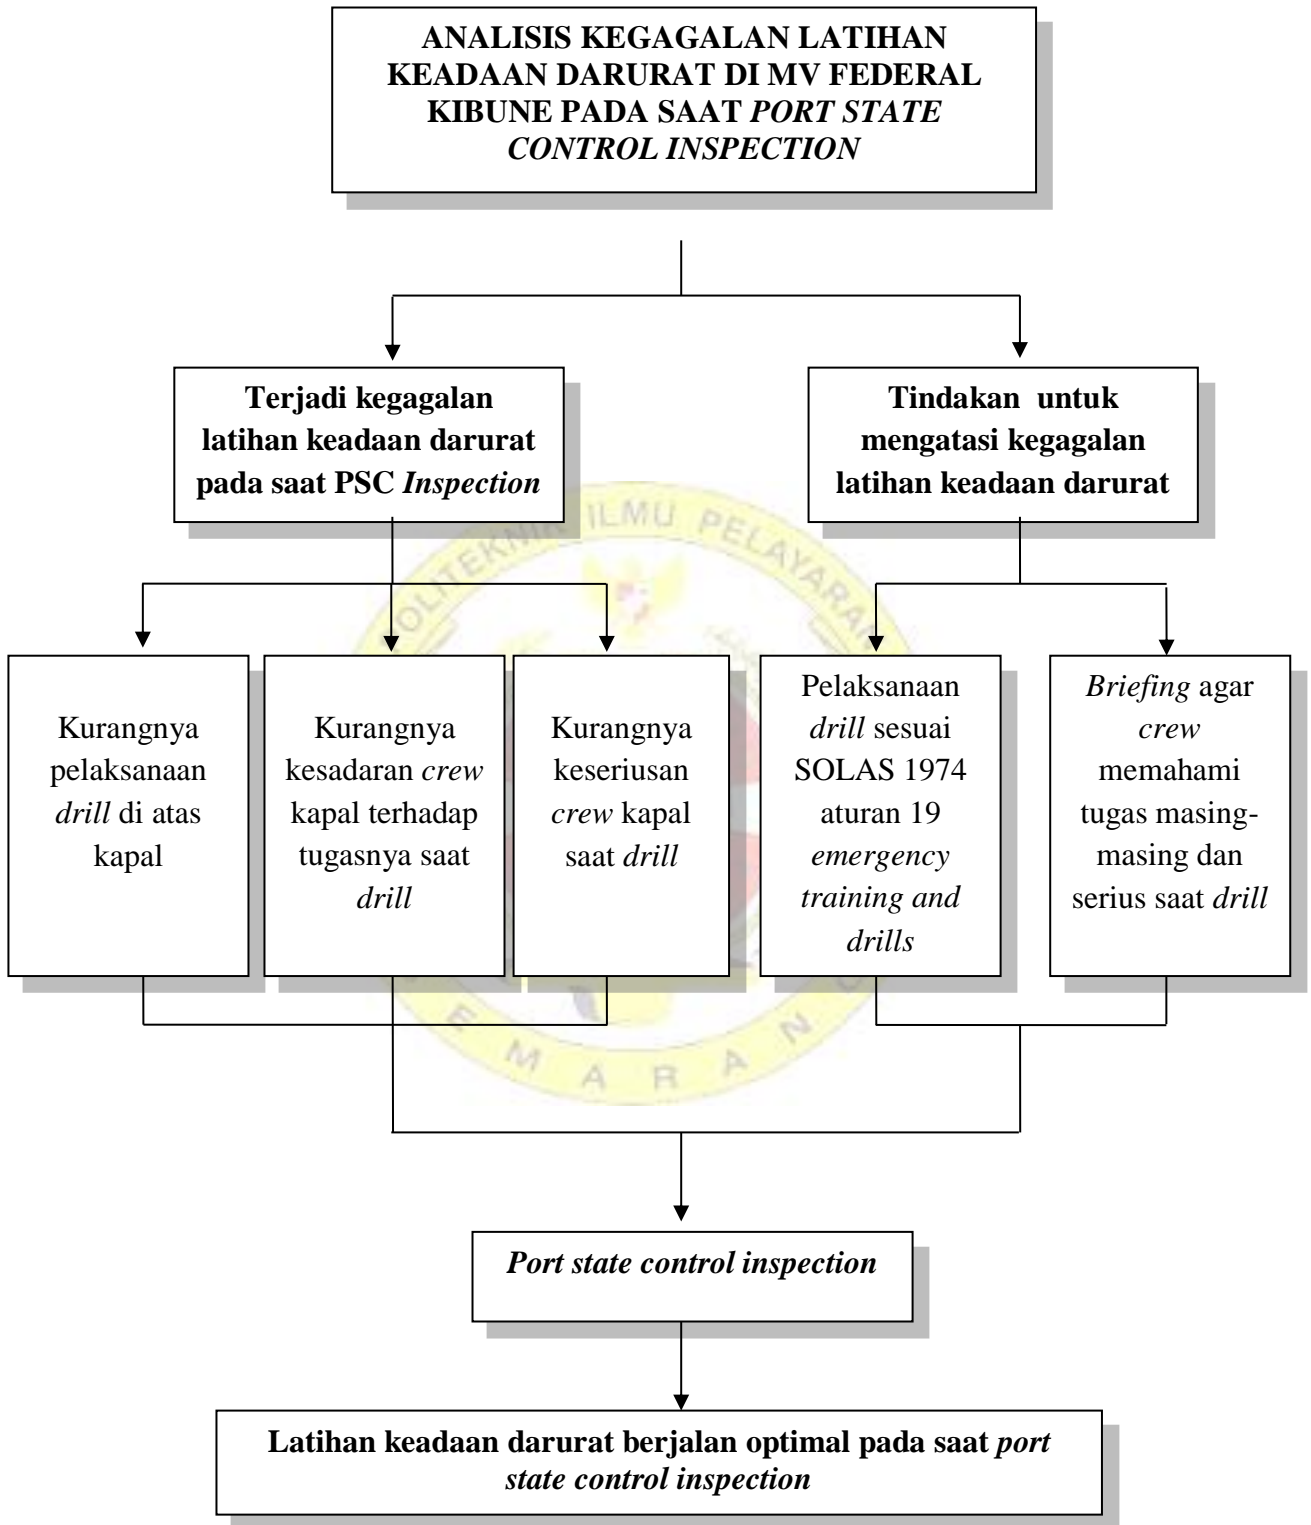 ANALISIS KEGAGALAN LATIHAN
KEADAAN DARURAT DI MV FEDERAL
KIBUNE PADA SAAT PORT STATE
CONTROL INSPECTION
Terjadi kegagalan
latihan keadaan darurat
pada saat PSC Inspection
Tindakan untuk
mengatasi kegagalan
latihan keadaan darurat
POLITEKNIK ILMU PELAYARAN
Kurangnya
pelaksanaan
drill di atas
kapal
Kurangnya
kesadaran crew
kapal terhadap
tugasnya saat
drill
Kurangnya
keseriusan
crew kapal
saat drill
Pelaksanaan
drill sesuai
SOLAS 1974
aturan 19
emergency
training and
drills
Briefing agar
crew
memahami
tugas masing-
masing dan
serius saat drill
SEMARANG
Port state control inspection
Latihan keadaan darurat berjalan optimal pada saat port
state control inspection